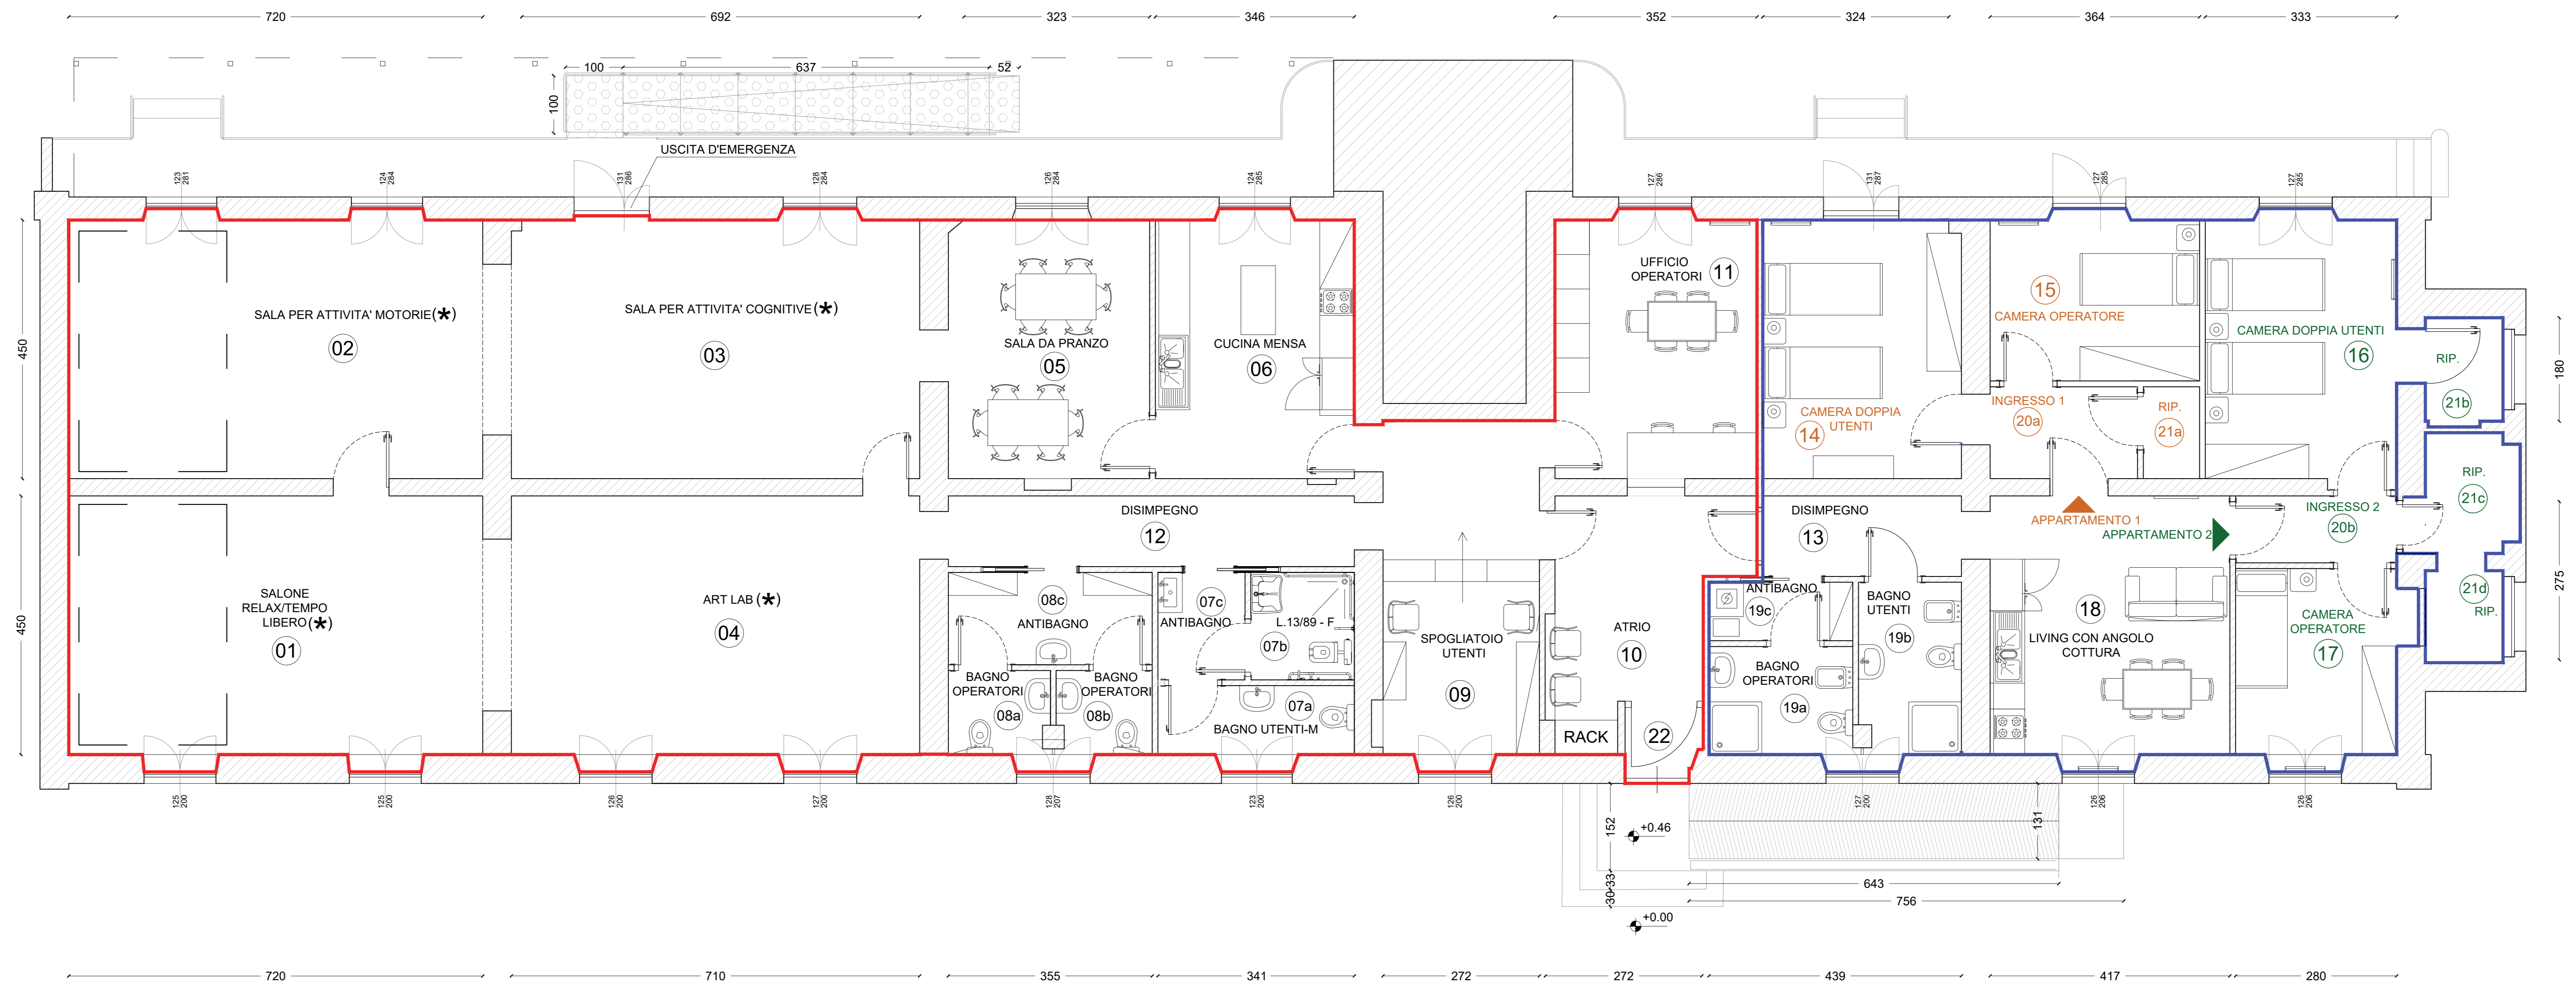 720
692
323
346
352
324
364
333
100
637
52
100
USCITA D'EMERGENZA
123
281
124
284
131
286
128
284
126
284
124
285
127
286
131
287
127
285
127
285
450
180
SALA PER ATTIVITA' MOTORIE(*)
02
SALA PER ATTIVITA' COGNITIVE(*)
03
SALA DA PRANZO
05
CUCINA MENSA
06
UFFICIO
OPERATORI
11
CAMERA DOPPIA
UTENTI
14
15
CAMERA OPERATORE
INGRESSO 1
20a
RIP.
21a
CAMERA DOPPIA UTENTI
16
RIP.
21b
RIP.
21c
450
275
DISIMPEGNO
12
DISIMPEGNO
13
APPARTAMENTO 1
APPARTAMENTO 2
INGRESSO 2
20b
SALONE
RELAX/TEMPO
LIBERO(*)
01
ART LAB (*)
04
08c
ANTIBAGNO
BAGNO
OPERATORI
08a
BAGNO
OPERATORI
08b
07c
ANTIBAGNO
L.13/89 - F
07b
07a
BAGNO UTENTI-M
SPOGLIATOIO
UTENTI
09
ATRIO
10
RACK
22
ANTIBAGNO
19c
BAGNO
UTENTI
19b
BAGNO
OPERATORI
19a
18
LIVING CON ANGOLO
COTTURA
CAMERA
OPERATORE
17
21d
RIP.
125
200
125
200
126
200
127
200
128
207
123
200
126
200
127
200
126
206
126
206
152
33
30
+0.46
+0.00
131
643
756
720
710
355
341
272
272
439
417
280